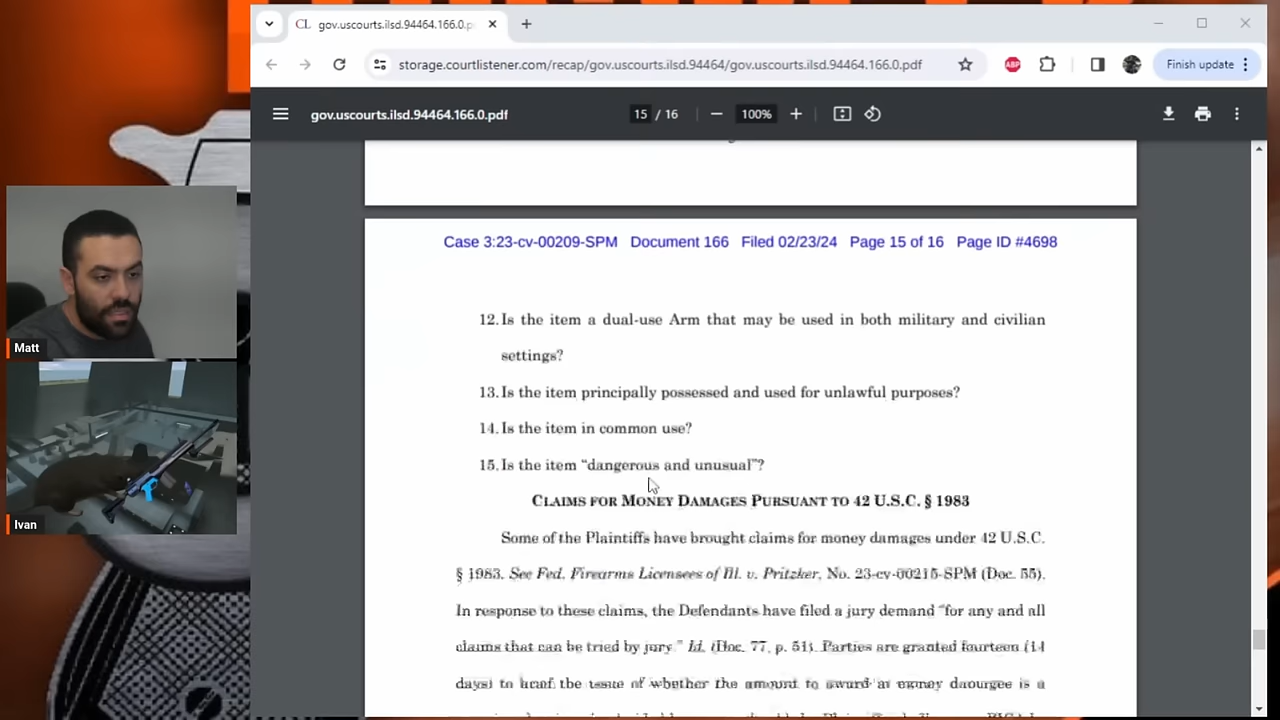 CL gov.uscourts.ilsd.94464.166.0.p
storage.courtlistener.com/recap/gov.uscourts.ilsd.94464/gov.uscourts.ilsd.94464.166.0.pdf
ABP
Finish update
gov.uscourts.ilsd.94464.166.0.pdf
15 / 16
100%
Case 3:23-cv-00209-SPM Document 166 Filed 02/23/24 Page 15 of 16 Page ID #4698
12. Is the item a dual-use Arm that may be used in both military and civilian
settings?
13. Is the item principally possessed and used for unlawful purposes?
14. Is the item in common use?
15. Is the item “dangerous and unusual”?
CLAIMS FOR MONEY DAMAGES PURSUANT TO 42 U.S.C. § 1983
Some of the Plaintiffs have brought claims for money damages under 42 U.S.C.
§ 1983. See Fed. Firearms Licensees of Ill. v. Pritzker, No. 23-cv-00215-SPM (Doc. 55).
In response to these claims, the Defendants have filed a jury demand “for any and all
claims that can be tried by jury.” Id. (Doc. 77, p. 51). Parties are granted fourteen (14
days) to brief the issue of whether the amount to award
is a
Matt
Ivan